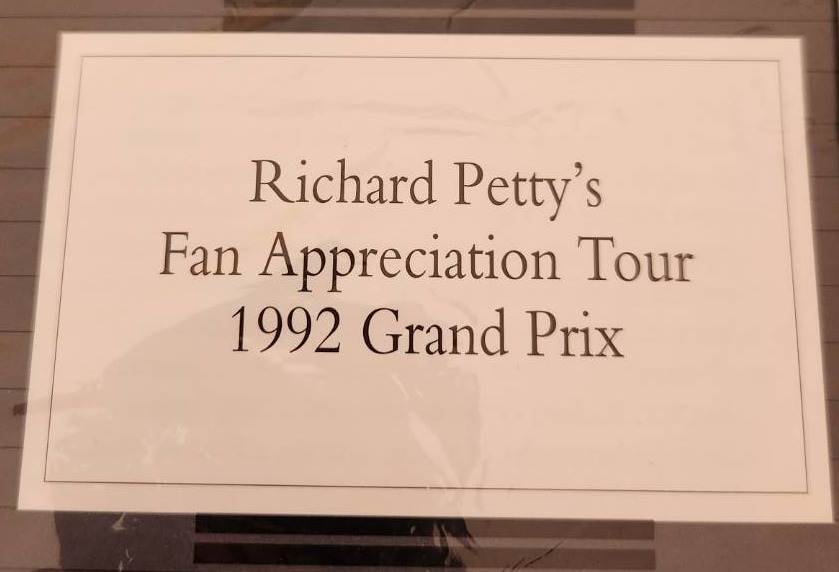 Richard Petty's
Fan Appreciation Tour
1992 Grand Prix